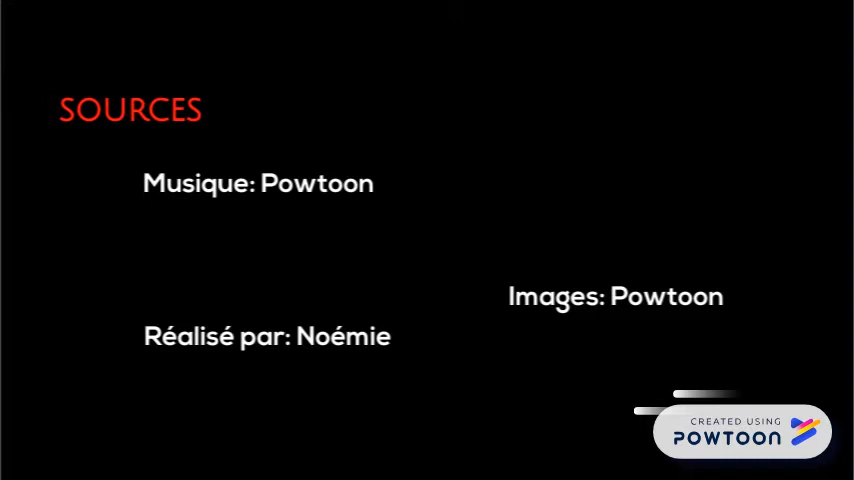 SOURCES
Musique: Powtoon
Images: Powtoon
Réalisé par: Noémie
CREATED USING
POWTOON